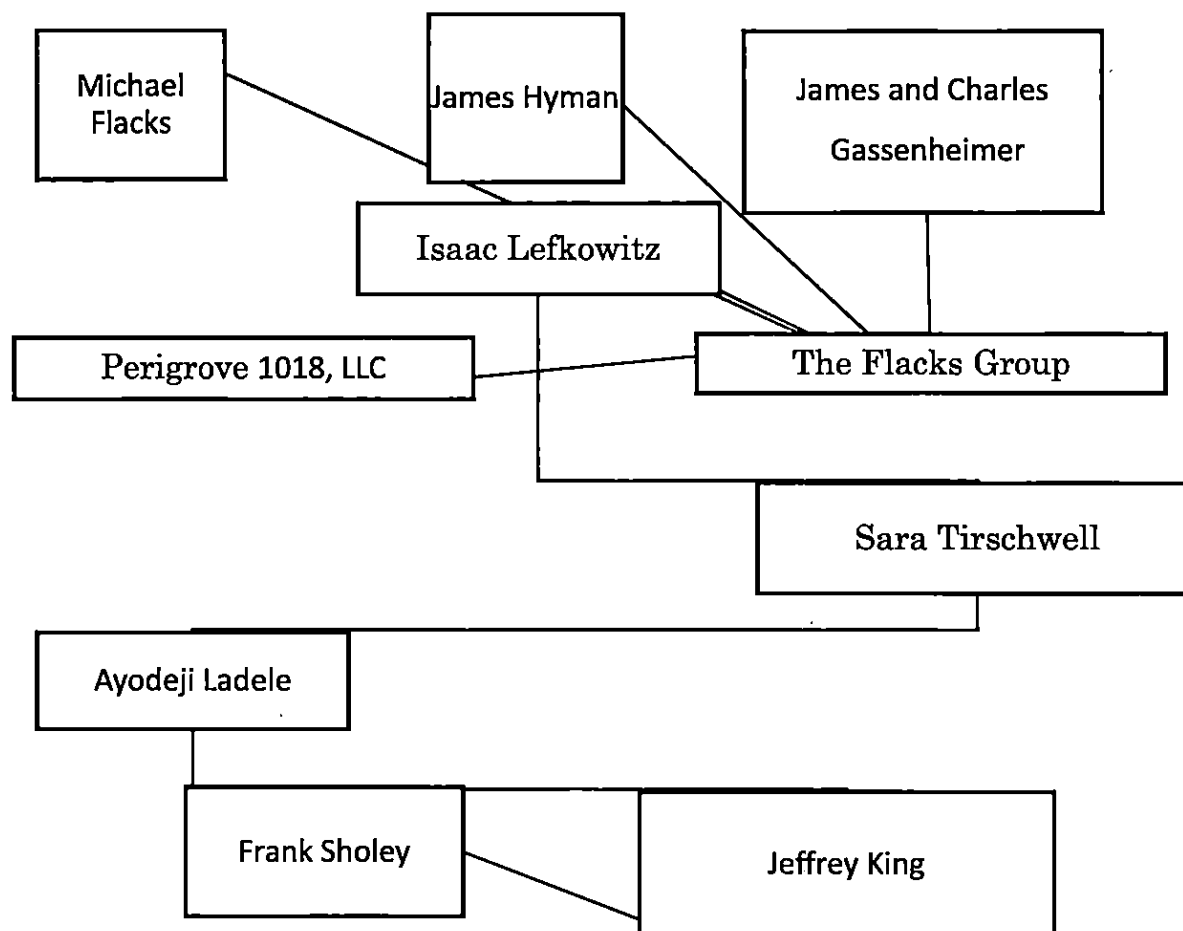 Michael
Flacks
James Hyman
James and Charles
Gassenheimer
Isaac Lefkowitz
Perigrove 1018, LLC
The Flacks Group
Sara Tirschwell
Ayodeji Ladele
Frank Sholey
Jeffrey King